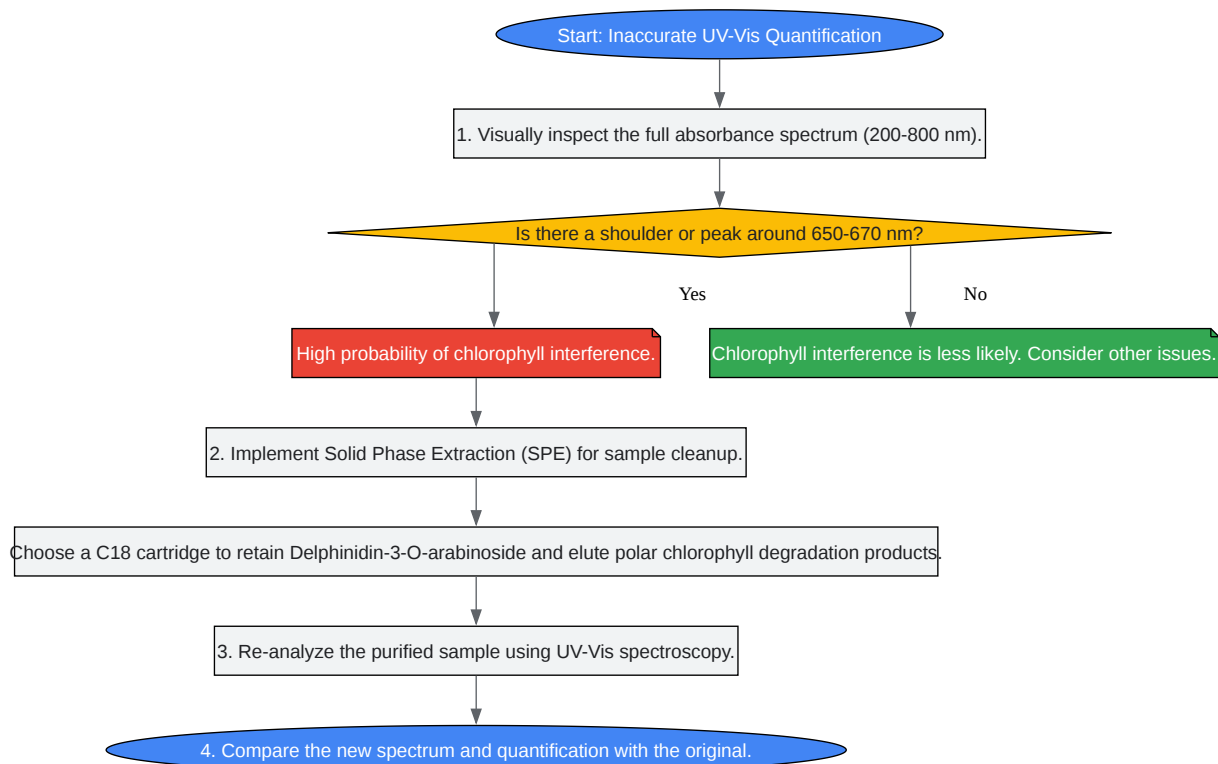 Start: Inaccurate UV-Vis Quantification
1. Visually inspect the full absorbance spectrum (200-800 nm).
Is there a shoulder or peak around 650-670 nm?
Yes
No
High probability of chlorophyll interference.
Chlorophyll interference is less likely. Consider other issues.
2. Implement Solid Phase Extraction (SPE) for sample cleanup.
Choose a C18 cartridge to retain Delphinidin-3-O-arabinoside and elute polar chlorophyll degradation products.
3. Re-analyze the purified sample using UV-Vis spectroscopy.
4. Compare the new spectrum and quantification with the original.